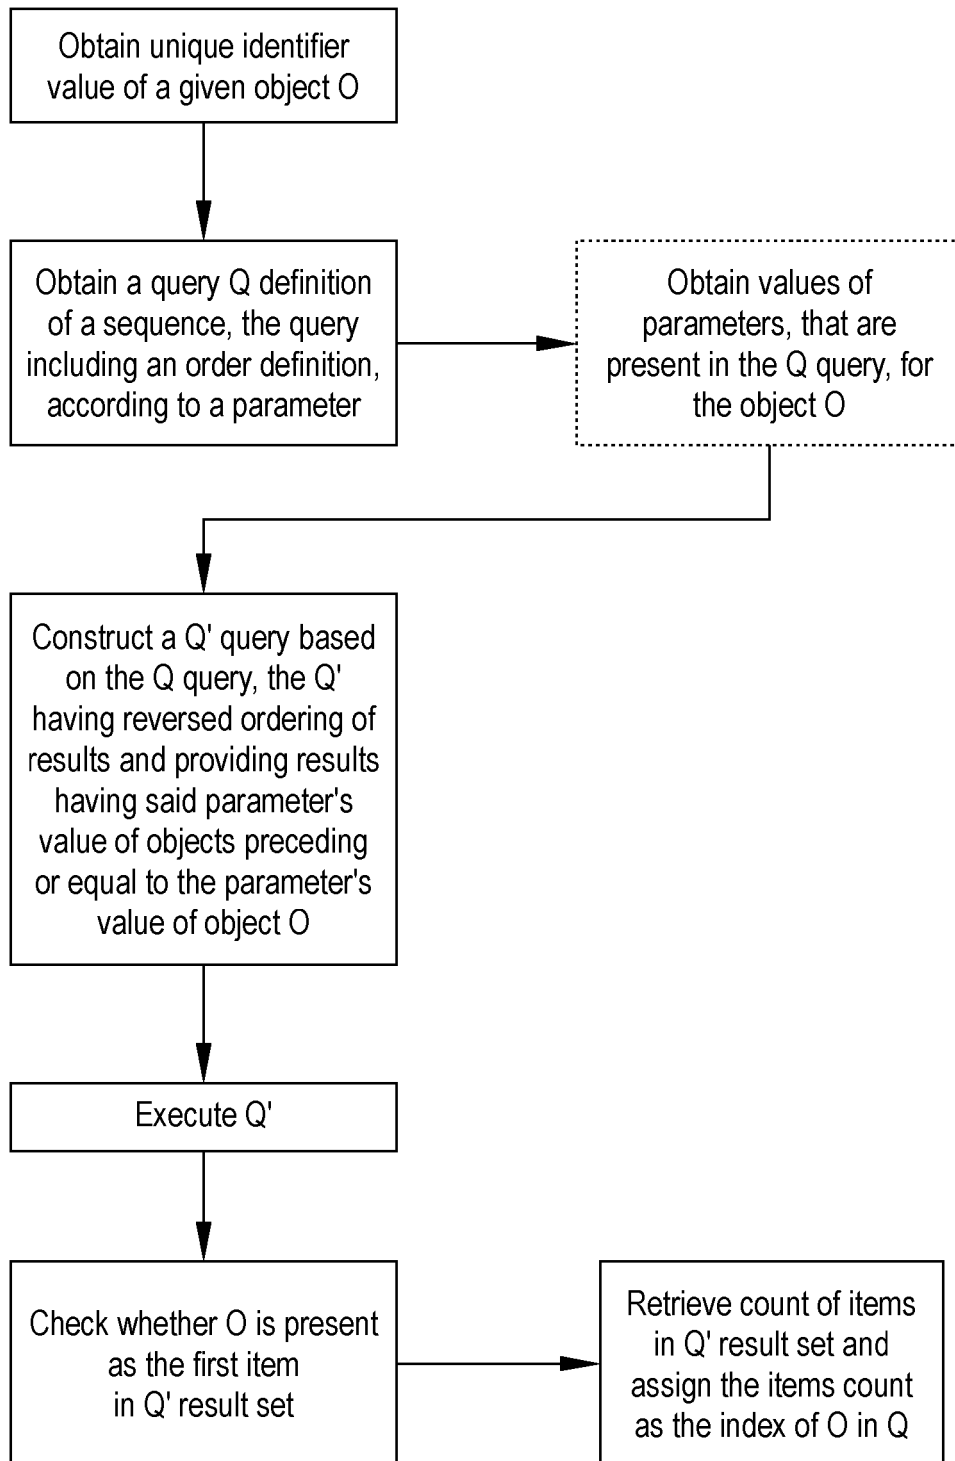 Obtain unique identifier
value of a given object O
Obtain a query Q definition
of a sequence, the query
including an order definition,
according to a parameter
Obtain values of
parameters, that are
present in the Q query, for
the object O
Construct a Q' query based
on the Q query, the Q'
having reversed ordering of
results and providing results
having said parameter's
value of objects preceding
or equal to the parameter's
value of object O
Execute Q'
Check whether O is present
as the first item
in Q' result set
Retrieve count of items
in Q' result set and
assign the items count
as the index of O in Q